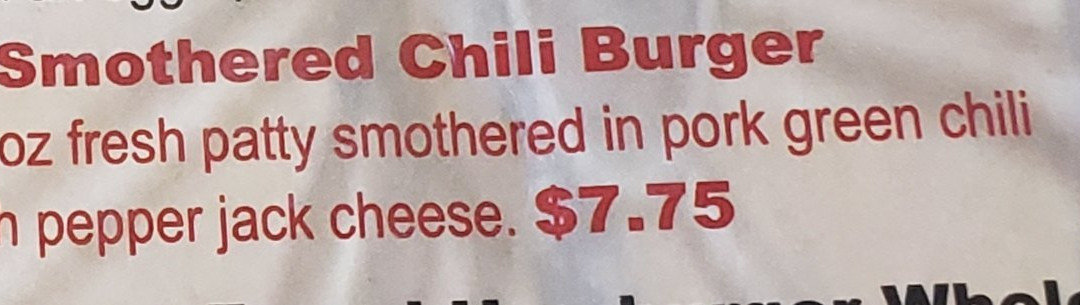 Smothered Chili Burger
oz fresh patty smothered in pork green chili
pepper jack cheese. $7.75